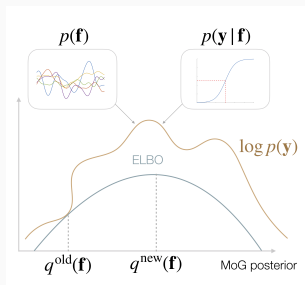 p(f) p(y | f)
log p(y)
ELBO
q^old(f) q^new(f) MoG posterior